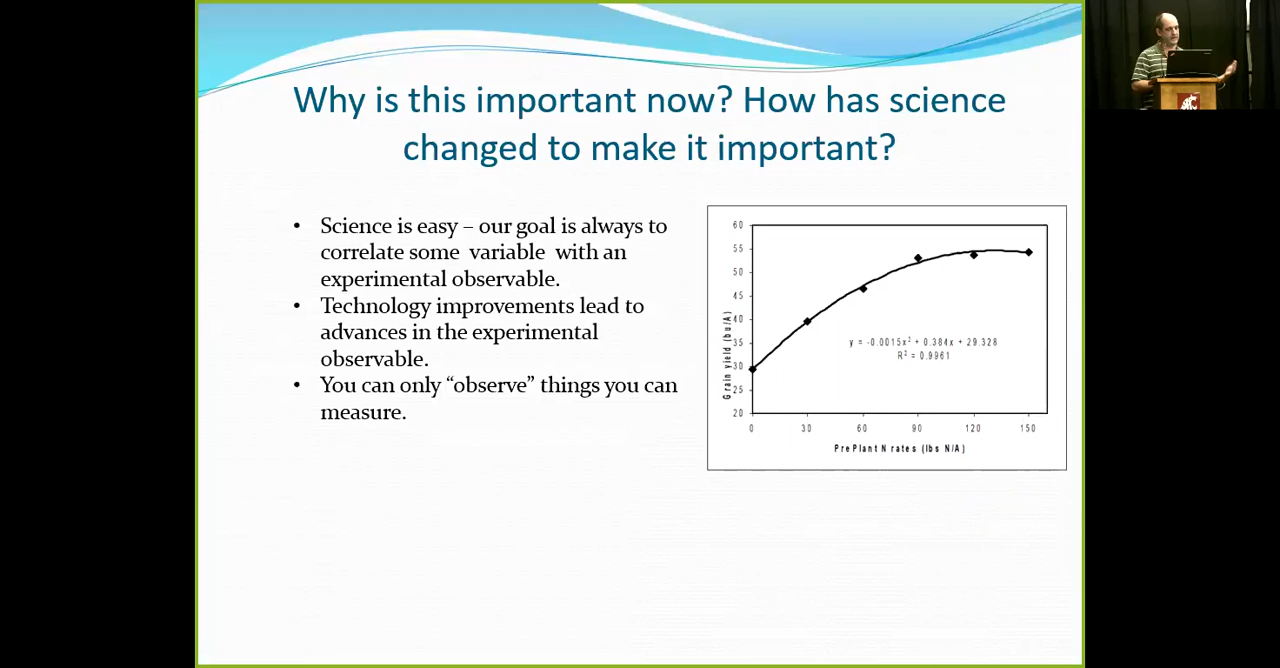 Why is this important now? How has science
changed to make it important?
• Science is easy – our goal is always to
correlate some variable with an
experimental observable.
• Technology improvements lead to
advances in the experimental
observable.
• You can only “observe” things you can
measure.
60
55
50
45
40
35
30
25
20
Grain yield (bu/A)
y = -0.0015x² + 0.384x + 29.328
R² = 0.9961
0 30 60 90 120 150
PrePlant N rates (lbs N/A)